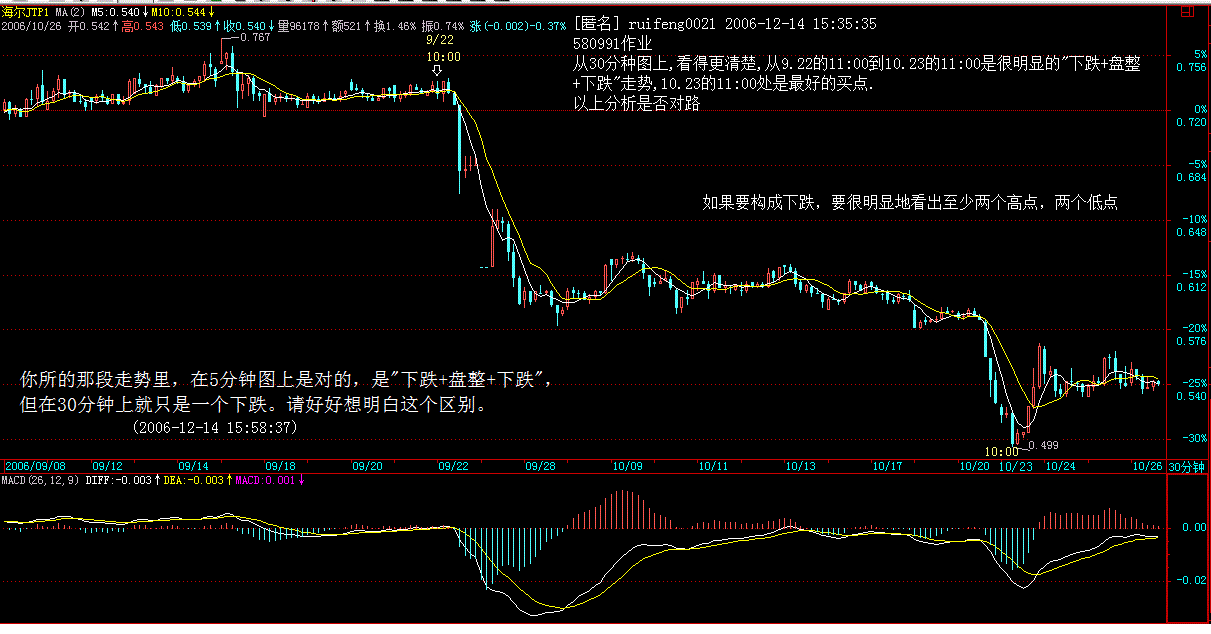 海尔JTP1 MA(2) M5:0.540↓M10:0.544↓
2006/10/26 开0.542↑高0.543 低0.539↑收0.540↓量96178↑额521↑换1.46% 振0.74% 涨(-0.002)-0.37%
[匿名] ruifeng0021 2006-12-14 15:35:35
580991作业
从30分种图上,看得更清楚,从9.22的11:00到10.23的11:00是很明显的"下跌+盘整
+下跌"走势,10.23的11:00处是最好的买点.
以上分析是否对路
0.767
9/22
10:00
如果要构成下跌，要很明显地看出至少两个高点，两个低点
你所的那段走势里，在5分钟图上是对的，是"下跌+盘整+下跌"，
但在30分钟上就只是一个下跌。请好好想明白这个区别。
(2006-12-14 15:58:37)
10:00
0.499
5%
0.756
0%
0.720
-5%
0.684
-10%
0.648
-15%
0.612
-20%
0.576
-25%
0.540
-30%
2006/09/08 09/12 09/14 09/18 09/20 09/22 09/28 10/09 10/11 10/13 10/17 10/20 10/23 10/24 10/26 30分钟
MACD(26,12,9) DIFF:-0.003↑DEA:-0.003↑MACD:0.001↓
0.00
-0.02